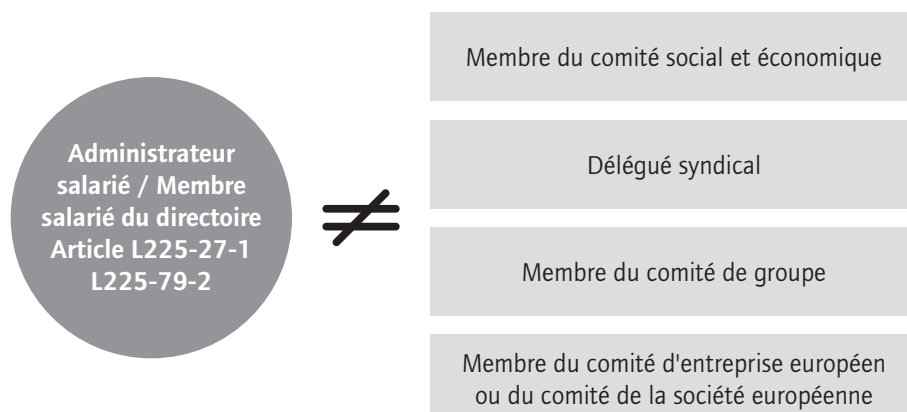 Administrateur
salarié / Membre
salarié du directoire
Article L225-27-1
L225-79-2
≠
Membre du comité social et économique
Délégué syndical
Membre du comité de groupe
Membre du comité d'entreprise européen
ou du comité de la société européenne